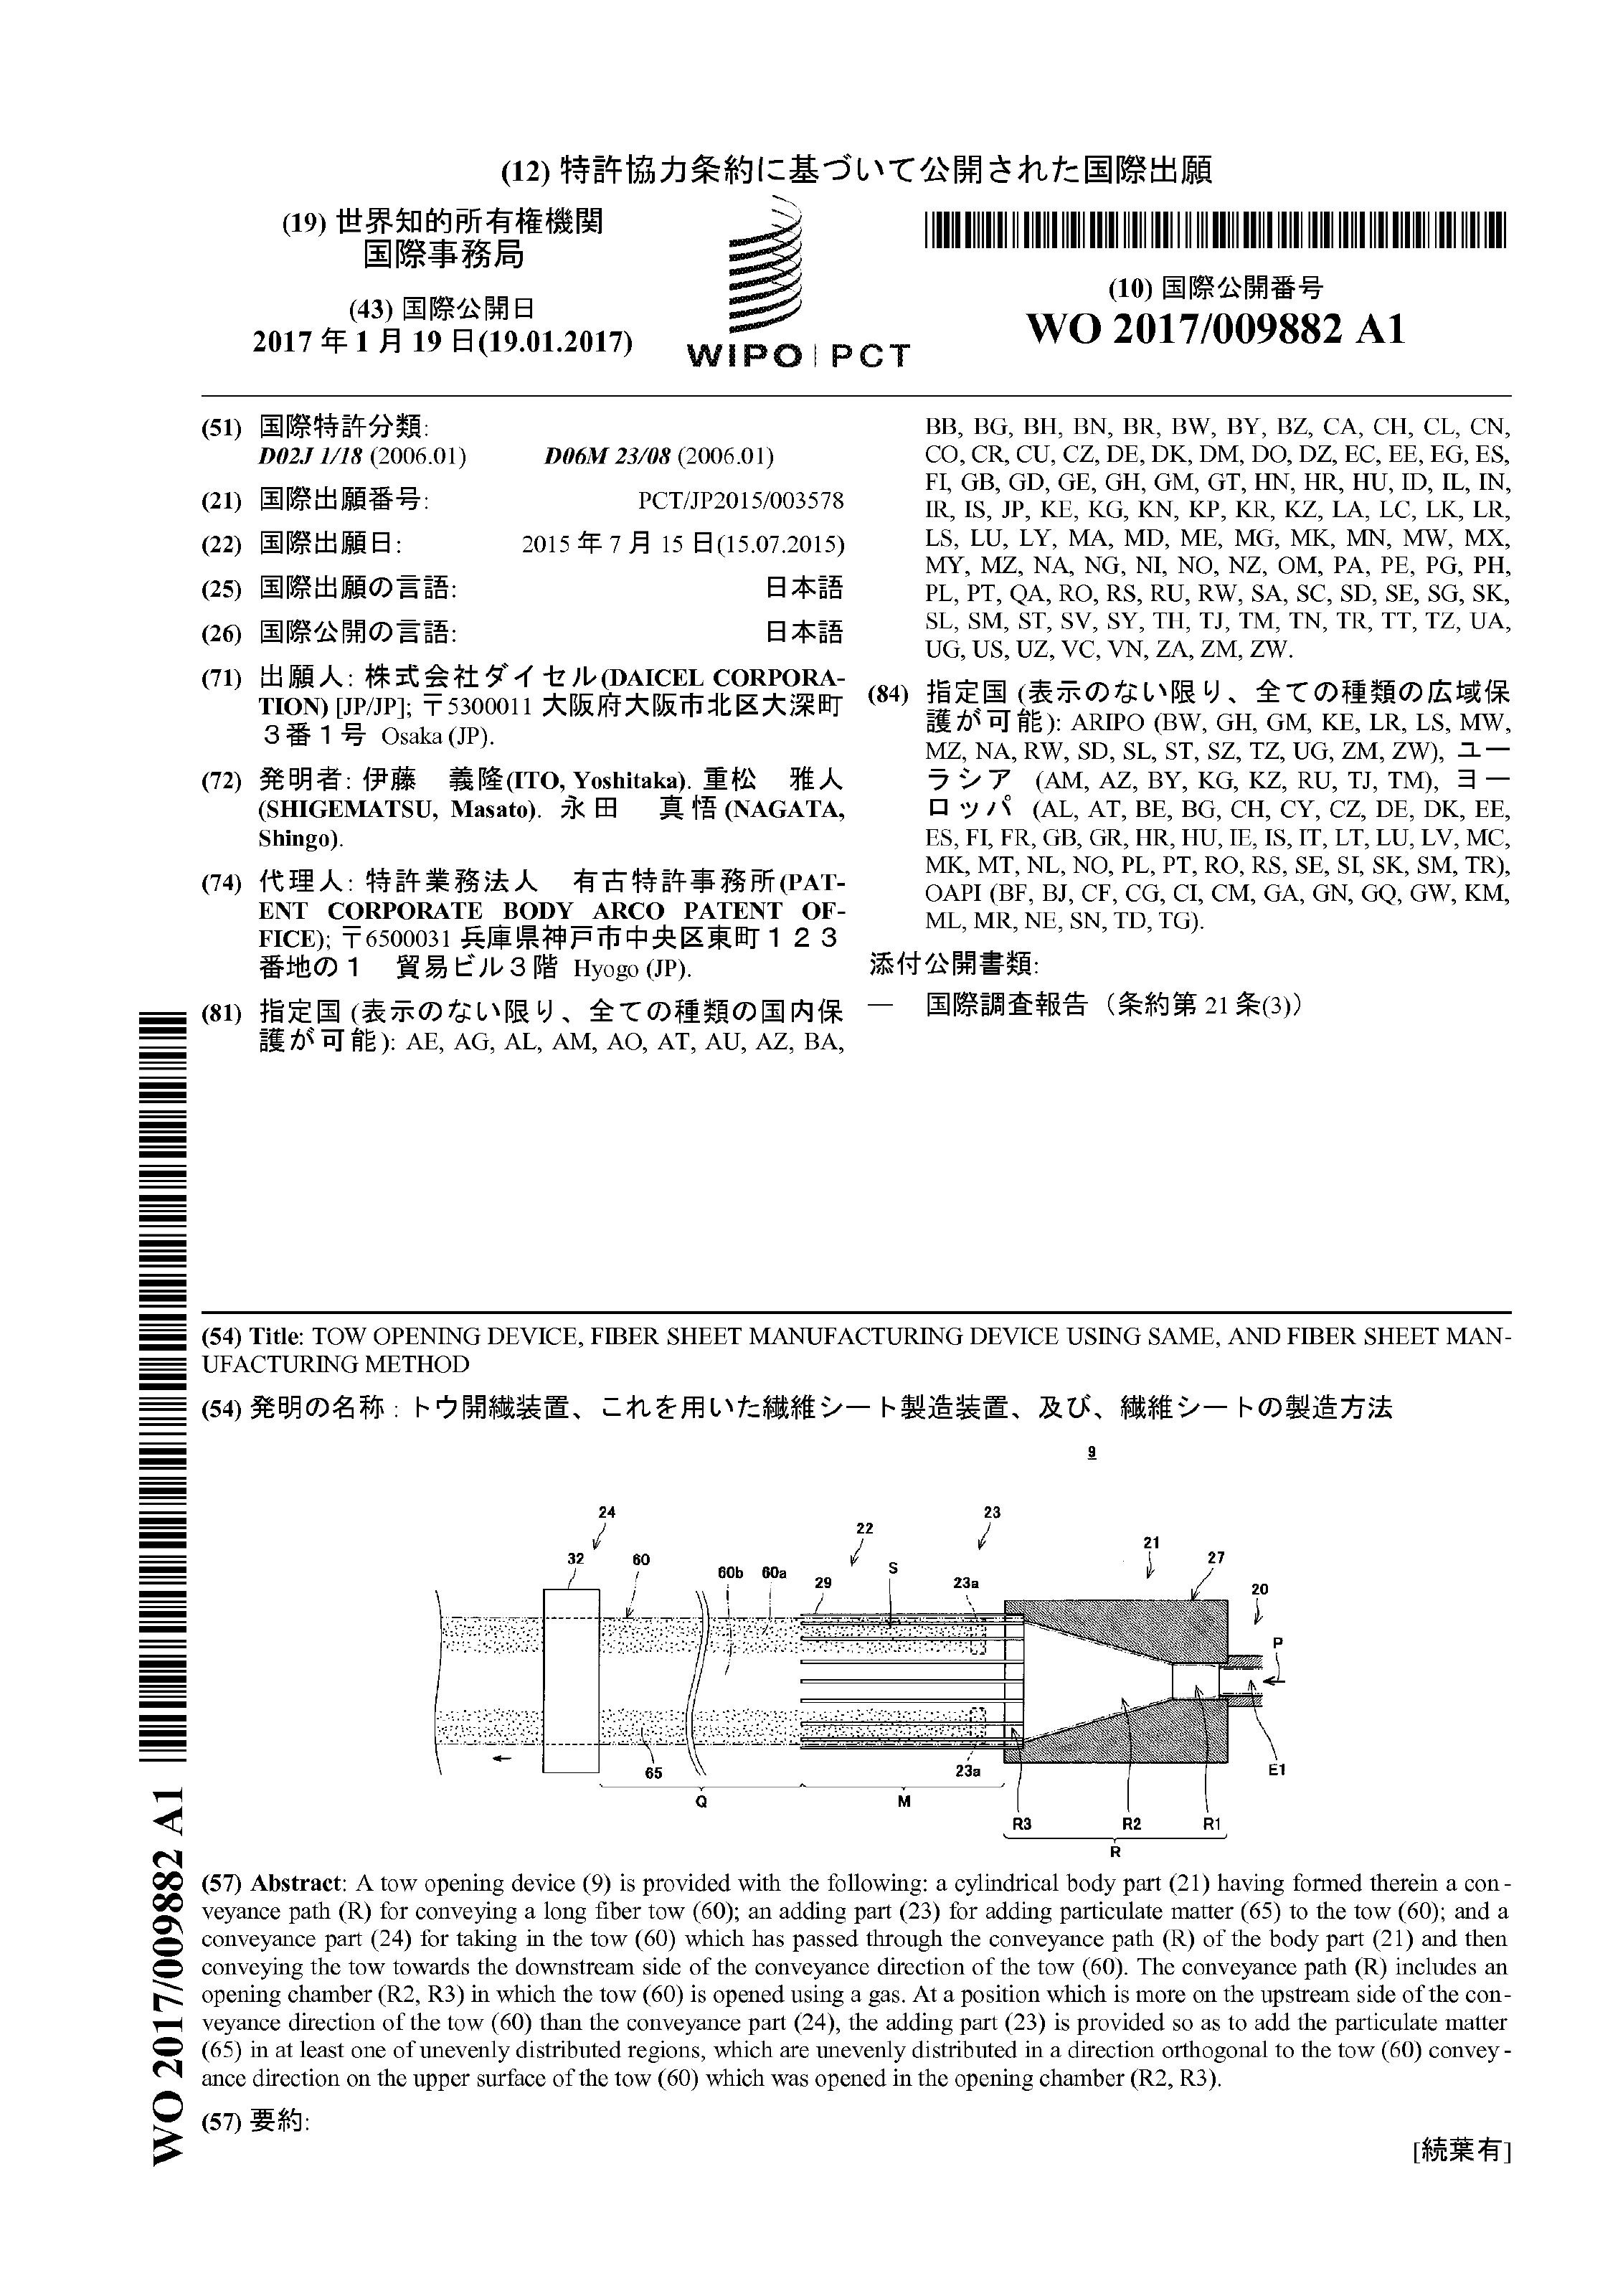 (12) 特許協力条約に基づいて公開された国際出願
(19) 世界知的所有権機関
国際事務局
(43) 国際公開日
2017 年 1 月 19 日(19.01.2017)
WIPO | PCT
(10) 国際公開番号
WO 2017/009882 A1
(51) 国際特許分類:
D02J 1/18 (2006.01) D06M 23/08 (2006.01)
(21) 国際出願番号: PCT/JP2015/003578
(22) 国際出願日: 2015 年 7 月 15 日(15.07.2015)
(25) 国際出願の言語: 日本語
(26) 国際公開の言語: 日本語
(71) 出願人: 株式会社ダイセル(DAICEL CORPORA-
TION) [JP/JP]; 〒5300011 大阪府大阪市北区大深町
３番１号 Osaka (JP).
(72) 発明者: 伊藤 義隆(ITO, Yoshitaka). 重松 雅人
(SHIGEMATSU, Masato). 永田 真悟(NAGATA,
Shingo).
(74) 代理人: 特許業務法人 有古特許事務所(PAT-
ENT CORPORATE BODY ARCO PATENT OF-
FICE); 〒6500031 兵庫県神戸市中央区東町１２３
番地の１ 貿易ビル３階 Hyogo (JP).
(81) 指定国 (表示のない限り、全ての種類の国内保
護が可能): AE, AG, AL, AM, AO, AT, AU, AZ, BA,
BB, BG, BH, BN, BR, BW, BY, BZ, CA, CH, CL, CN,
CO, CR, CU, CZ, DE, DK, DM, DO, DZ, EC, EE, EG, ES,
FI, GB, GD, GE, GH, GM, GT, HN, HR, HU, ID, IL, IN,
IR, IS, JP, KE, KG, KN, KP, KR, KZ, LA, LC, LK, LR,
LS, LU, LY, MA, MD, ME, MG, MK, MN, MW, MX,
MY, MZ, NA, NG, NI, NO, NZ, OM, PA, PE, PG, PH,
PL, PT, QA, RO, RS, RU, RW, SA, SC, SD, SE, SG, SK,
SL, SM, ST, SV, SY, TH, TJ, TM, TN, TR, TT, TZ, UA,
UG, US, UZ, VC, VN, ZA, ZM, ZW.
(84) 指定国 (表示のない限り、全ての種類の広域保
護が可能): ARIPO (BW, GH, GM, KE, LR, LS, MW,
MZ, NA, RW, SD, SL, ST, SZ, TZ, UG, ZM, ZW), ユー
ラシア (AM, AZ, BY, KG, KZ, RU, TJ, TM), ヨー
ロッパ (AL, AT, BE, BG, CH, CY, CZ, DE, DK, EE,
ES, FI, FR, GB, GR, HR, HU, IE, IS, IT, LT, LU, LV, MC,
MK, MT, NL, NO, PL, PT, RO, RS, SE, SI, SK, SM, TR),
OAPI (BF, BJ, CF, CG, CI, CM, GA, GN, GQ, GW, KM,
ML, MR, NE, SN, TD, TG).
添付公開書類:
— 国際調査報告 (条約第 21 条(3))
(54) Title: TOW OPENING DEVICE, FIBER SHEET MANUFACTURING DEVICE USING SAME, AND FIBER SHEET MAN-
UFACTURING METHOD
(54) 発明の名称 : トウ開繊装置、これを用いた繊維シート製造装置、及び、繊維シートの製造方法
9
24 23
22 21
32 60 60b 60a 29 S 23a 27 20
P
65 23a E1
Q M
R3 R2 R1
R
(57) Abstract: A tow opening device (9) is provided with the following: a cylindrical body part (21) having formed therein a con-
veyance path (R) for conveying a long fiber tow (60); an adding part (23) for adding particulate matter (65) to the tow (60); and a
conveyance part (24) for taking in the tow (60) which has passed through the conveyance path (R) of the body part (21) and then
conveying the tow towards the downstream side of the conveyance direction of the tow (60). The conveyance path (R) includes an
opening chamber (R2, R3) in which the tow (60) is opened using a gas. At a position which is more on the upstream side of the con-
veyance direction of the tow (60) than the conveyance part (24), the adding part (23) is provided so as to add the particulate matter
(65) in at least one of unevenly distributed regions, which are unevenly distributed in a direction orthogonal to the tow (60) convey-
ance direction on the upper surface of the tow (60) which was opened in the opening chamber (R2, R3).
(57) 要約:
[続葉有]
WO 2017/009882 A1